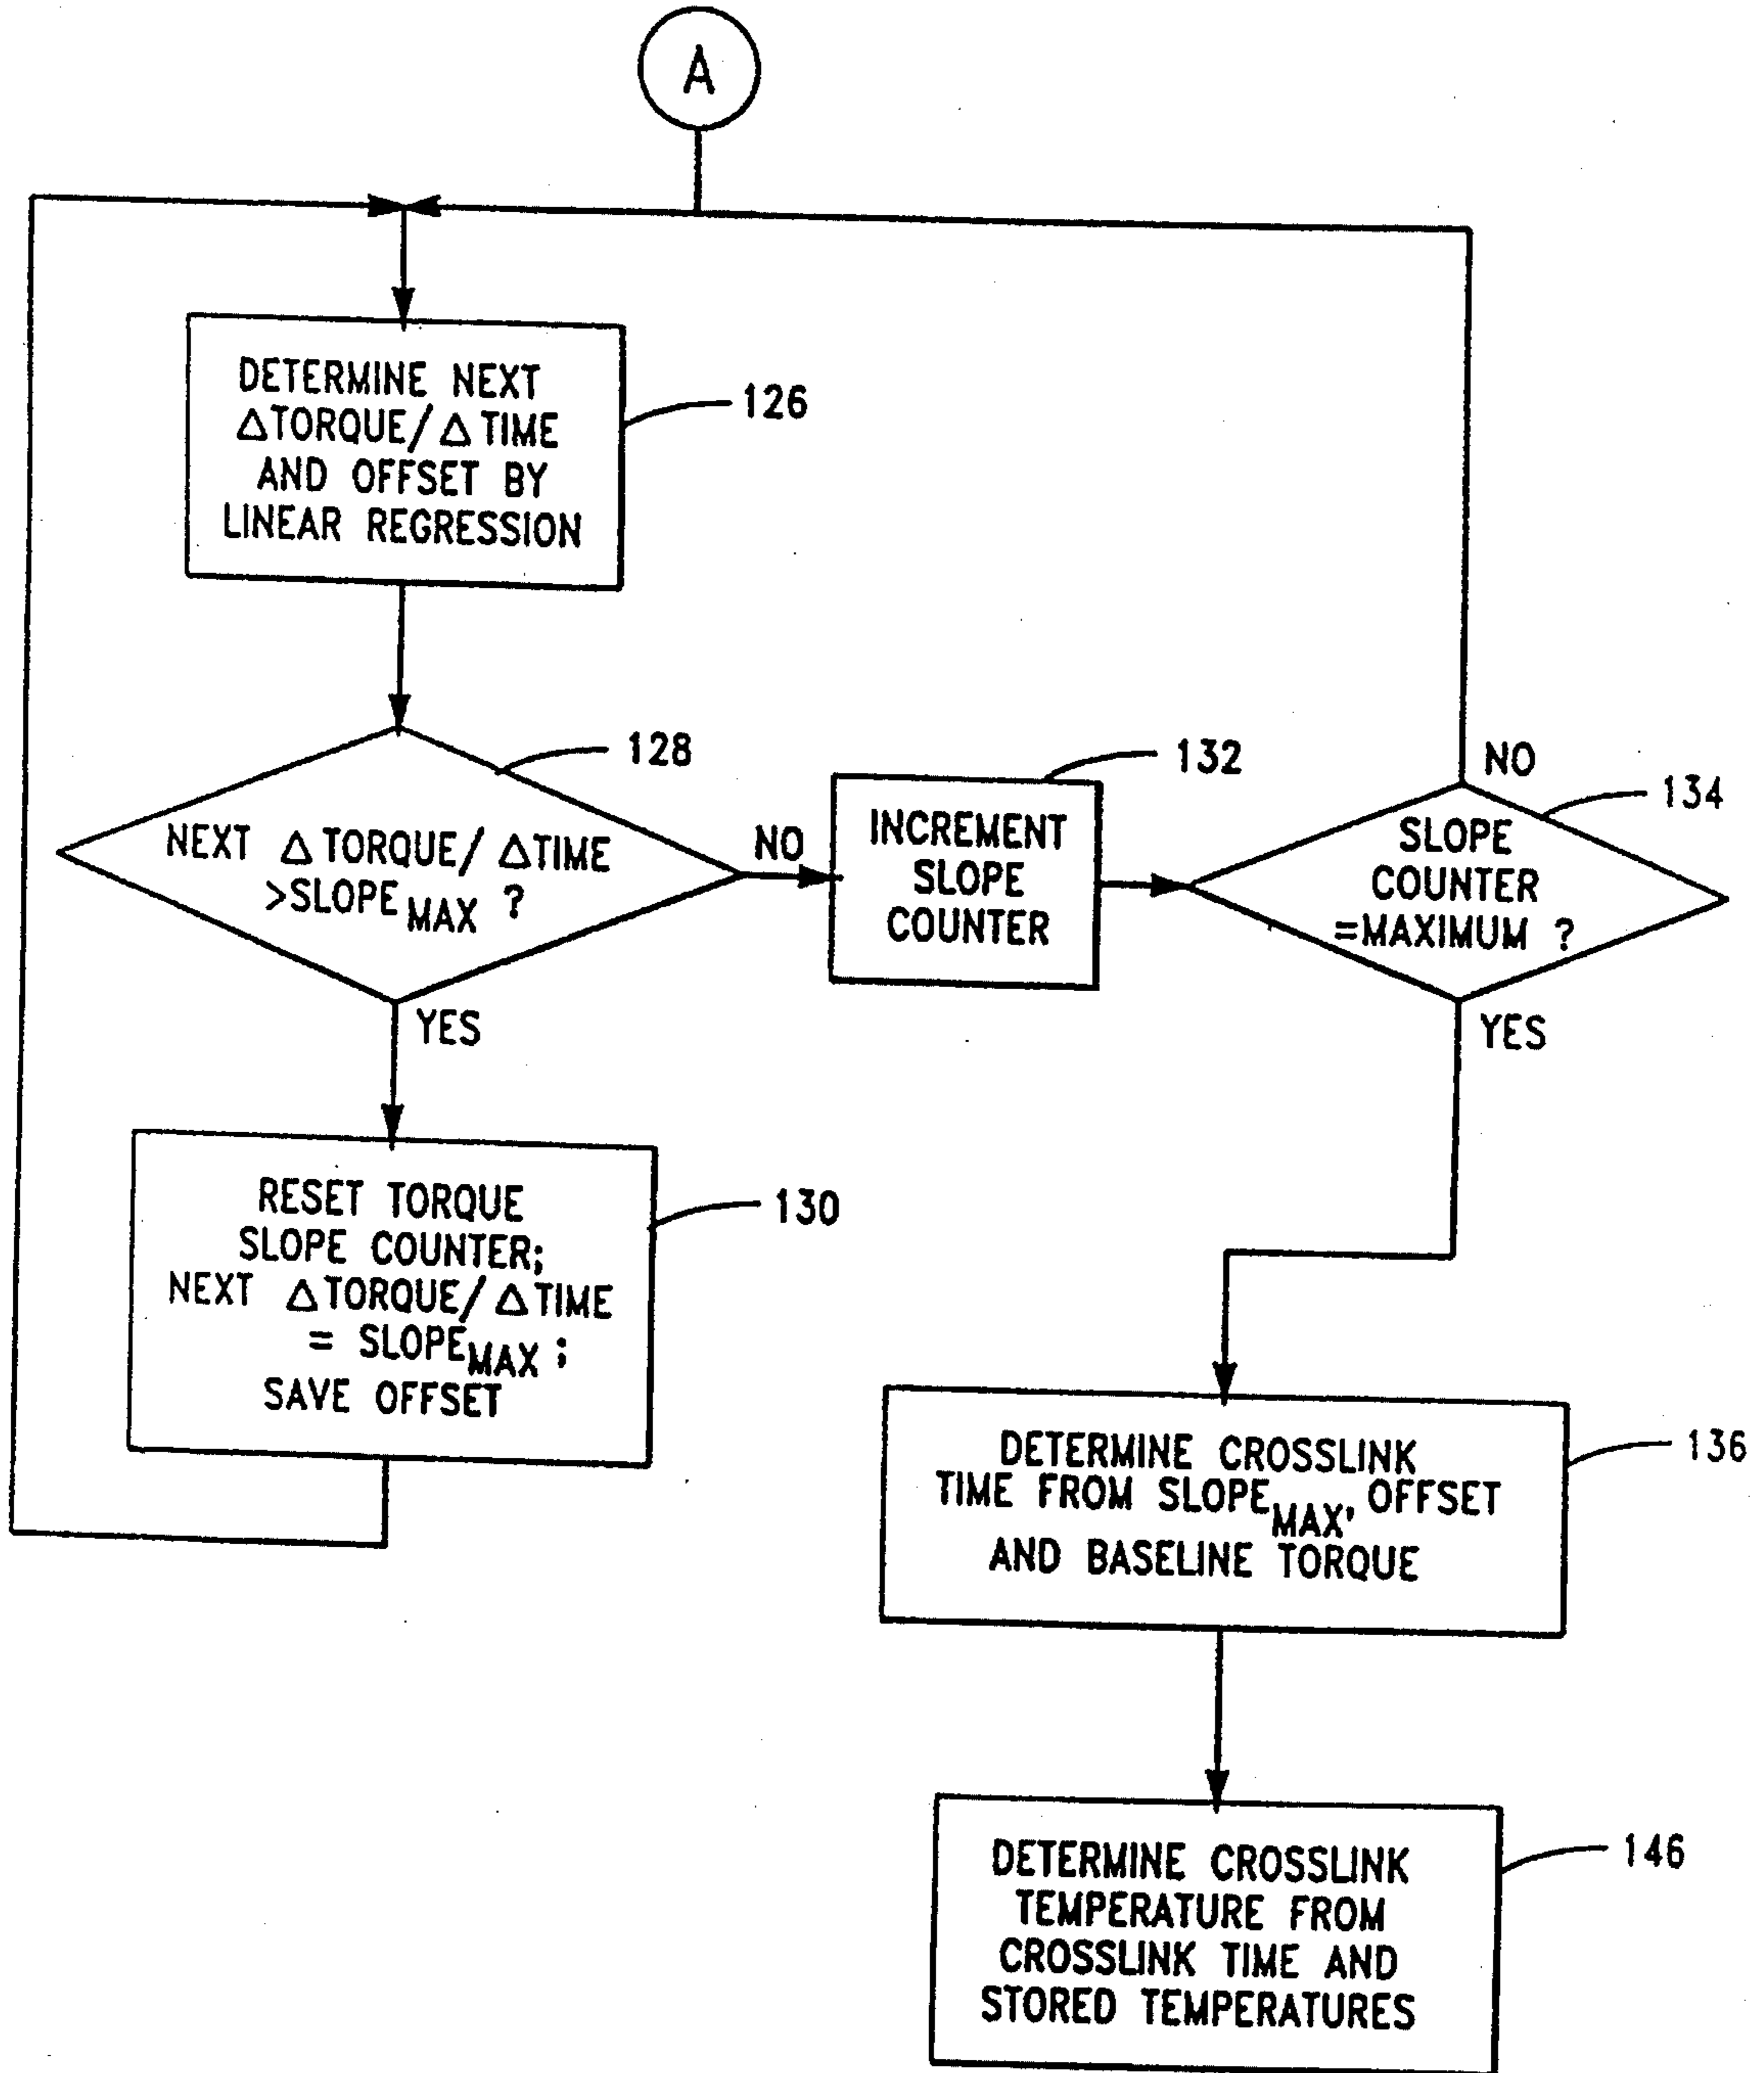 A
DETERMINE NEXT
ΔTORQUE/ΔTIME
AND OFFSET BY
LINEAR REGRESSION
126
128
NEXT ΔTORQUE/ΔTIME
>SLOPE MAX ?
NO
YES
132
INCREMENT
SLOPE
COUNTER
NO
134
SLOPE
COUNTER
=MAXIMUM ?
YES
RESET TORQUE
SLOPE COUNTER;
NEXT ΔTORQUE/ΔTIME
= SLOPE MAX ;
SAVE OFFSET
130
DETERMINE CROSSLINK
TIME FROM SLOPE MAX, OFFSET
AND BASELINE TORQUE
136
DETERMINE CROSSLINK
TEMPERATURE FROM
CROSSLINK TIME AND
STORED TEMPERATURES
146